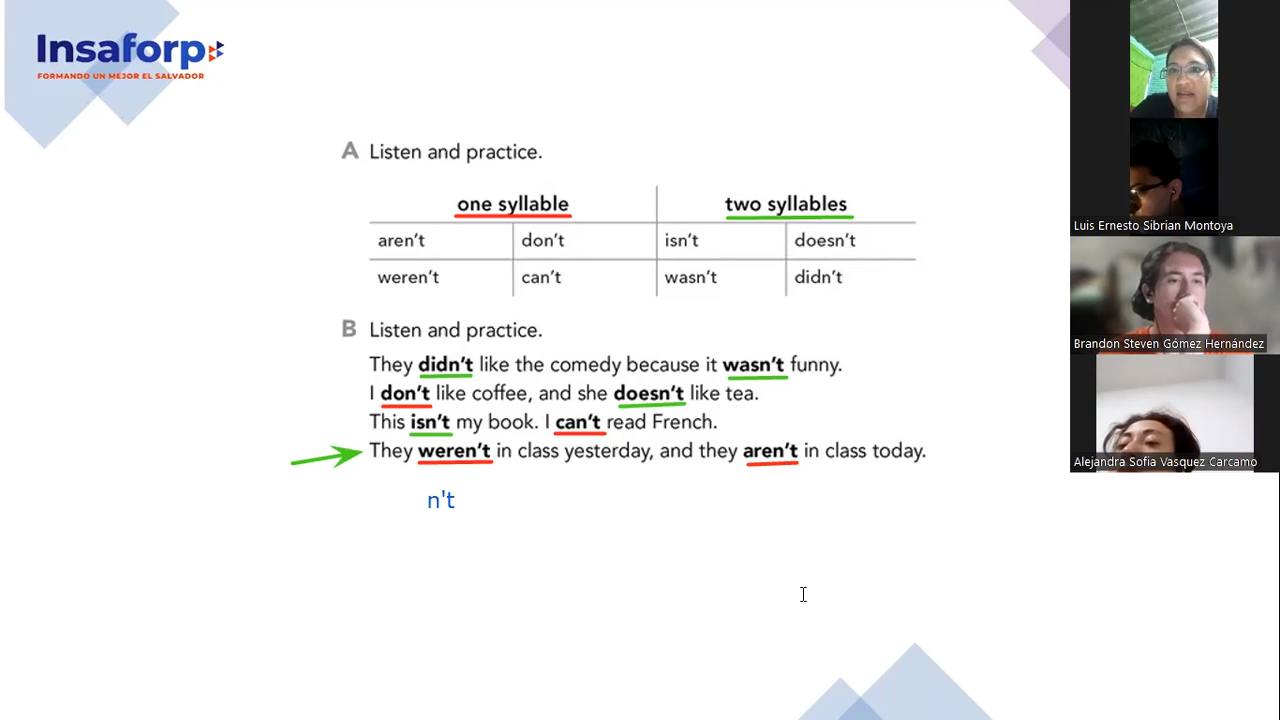 Insaforp
FORMANDO UN MEJOR EL SALVADOR
A Listen and practice.
one syllable two syllables
aren't don't isn't doesn't
weren't can't wasn't didn't
B Listen and practice.
They didn't like the comedy because it wasn't funny.
I don't like coffee, and she doesn't like tea.
This isn't my book. I can't read French.
They weren't in class yesterday, and they aren't in class today.
n't
Luis Ernesto Sibrian Montoya
Brandon Steven Gómez Hernández
Alejandra Sofia Vasquez Carcamo